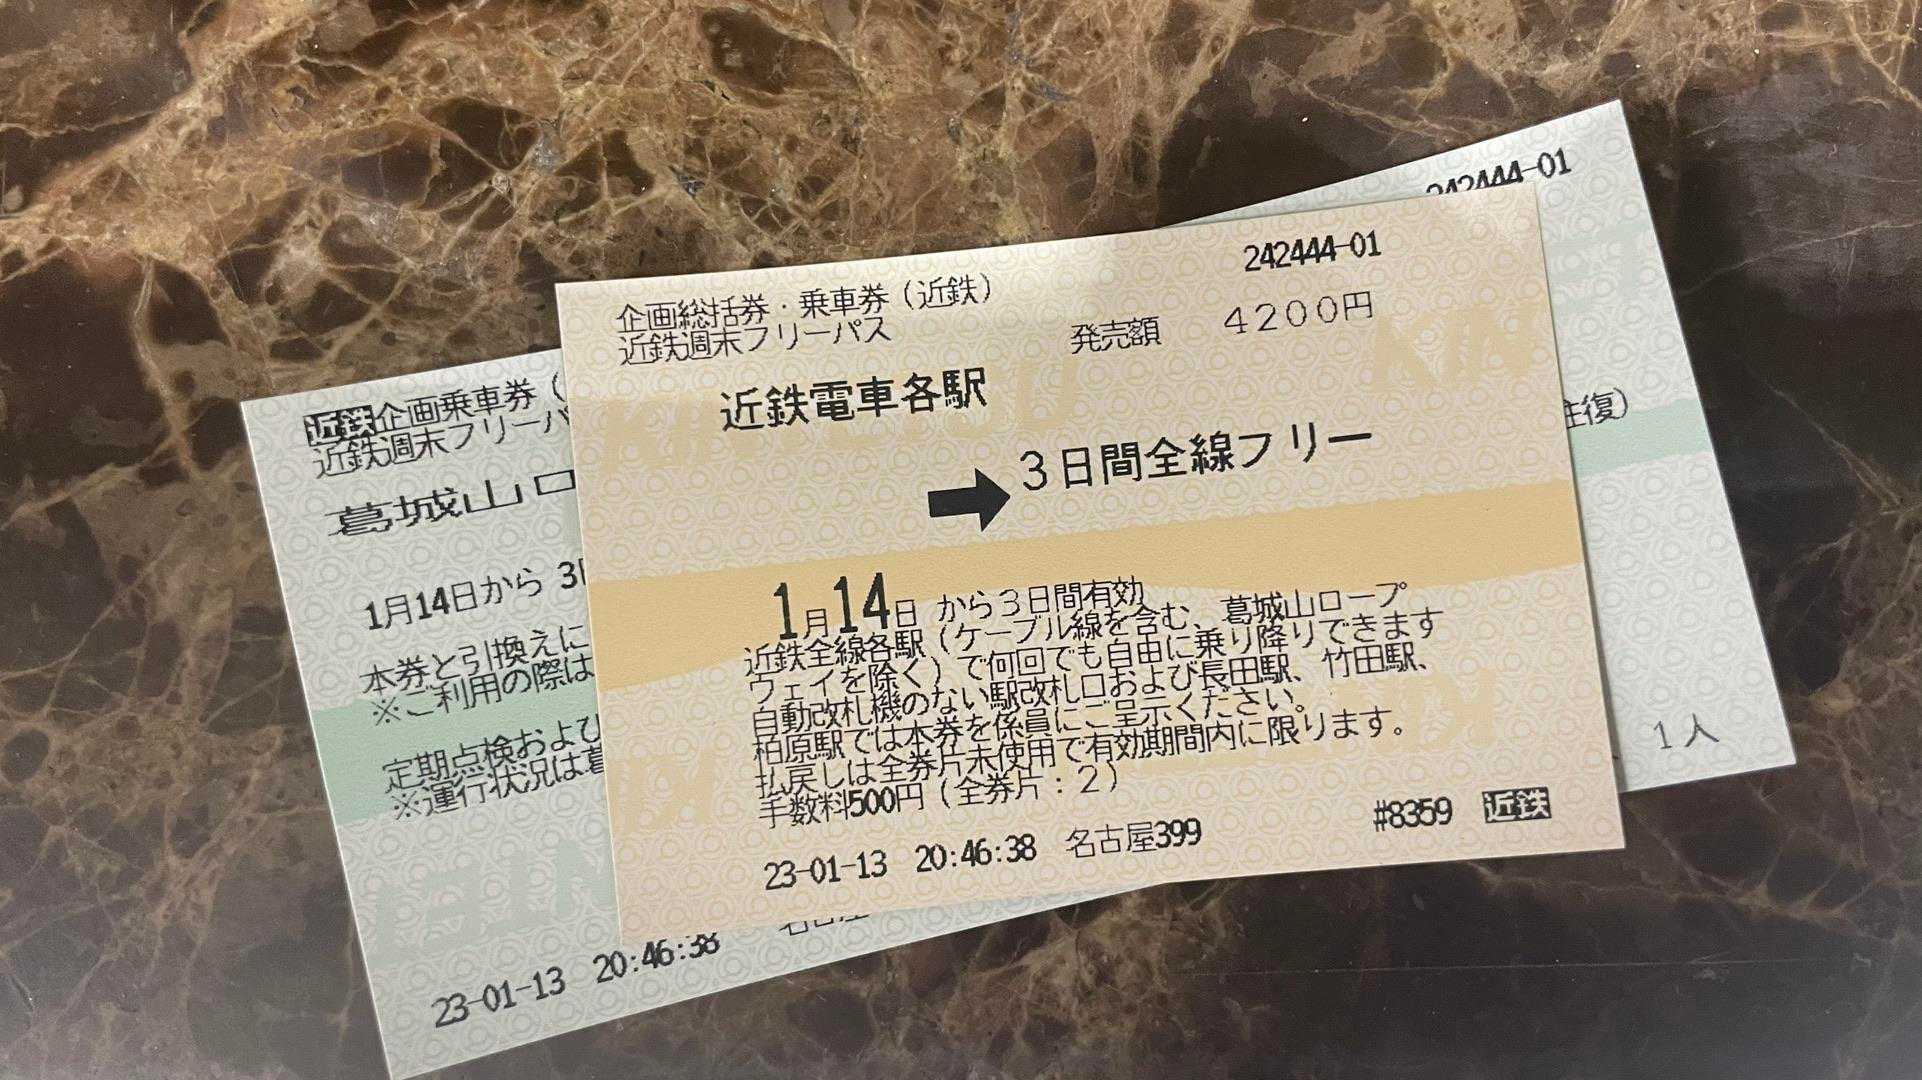 242444-01
企画総括券・乗車券（近鉄）
近鉄週末フリーパス
発売額 4200円
近鉄電車各駅
➡3日間全線フリー
1月14日 から3日間有効
近鉄全線各駅（ケーブル線を含む、葛城山ロープ
ウェイを除く）で何回でも自由に乗り降りできます
自動改札機のない駅改札口および長田駅、竹田駅、
柏原駅では本券を係員にご呈示ください。
払戻しは全券片未使用で有効期間内に限ります。
手数料500円（全券片：2）
23-01-13 20:46:38 名古屋399
#8359 近鉄
242444-01
近鉄企画乗車券（
近鉄週末フリーパ
往復）
葛城山ロ
1月14日から 3
本券と引換えに
※ご利用の際は
定期点検および
※運行状況は葛
1人
23-01-13 20:46:38